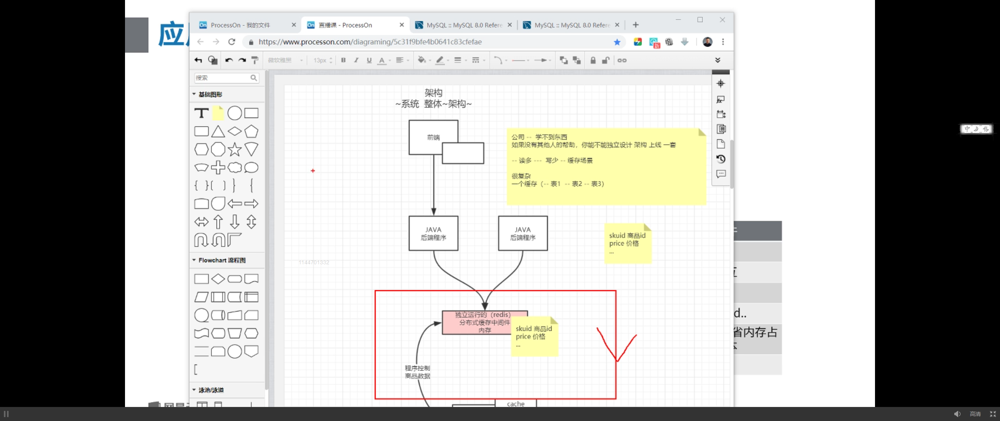 应
ProcessOn - 我的文件
直播课 - ProcessOn
MySQL :: MySQL 8.0 Refere
MySQL :: MySQL 8.0 Refere
https://www.processon.com/diagraming/5c31f9bfe4b0641c83cfefae
新
微软雅黑
13px
B I U A
搜索
基础图形
Flowchart 流程图
泳池/泳道
架构
~系统 整体~架构~
前端
公司 -- 学不到东西
如果没有其他人的帮助，你能不能独立设计 架构 上线 一套
-- 读多 --- 写少 -- 缓存场景
很复杂
一个缓存（-- 表1 -- 表2 -- 表3）
JAVA
后端程序
JAVA
后端程序
skuid 商品id
price 价格
...
1144701332
独立运行的（redis）
分布式缓存中间件
内存
skuid 商品id
price 价格
...
程序控制
商品数据
cache
d..
省内存占
中
高清